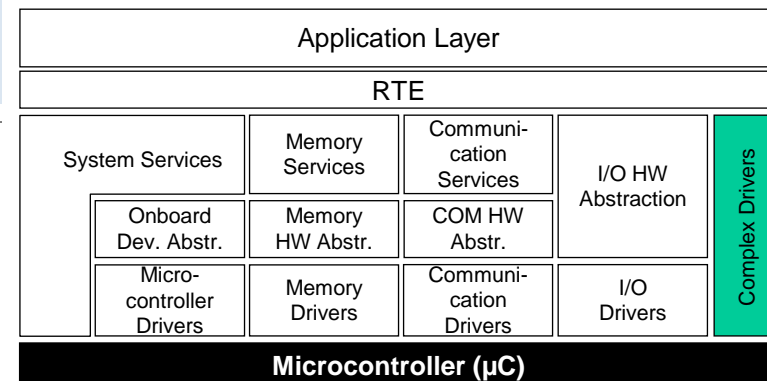 Application Layer
RTE
System Services
Memory
Services
Communi-
cation
Services
I/O HW
Abstraction
Complex Drivers
Onboard
Dev. Abstr.
Memory
HW Abstr.
COM HW
Abstr.
Micro-
controller
Drivers
Memory
Drivers
Communi-
cation
Drivers
I/O
Drivers
Microcontroller (µC)